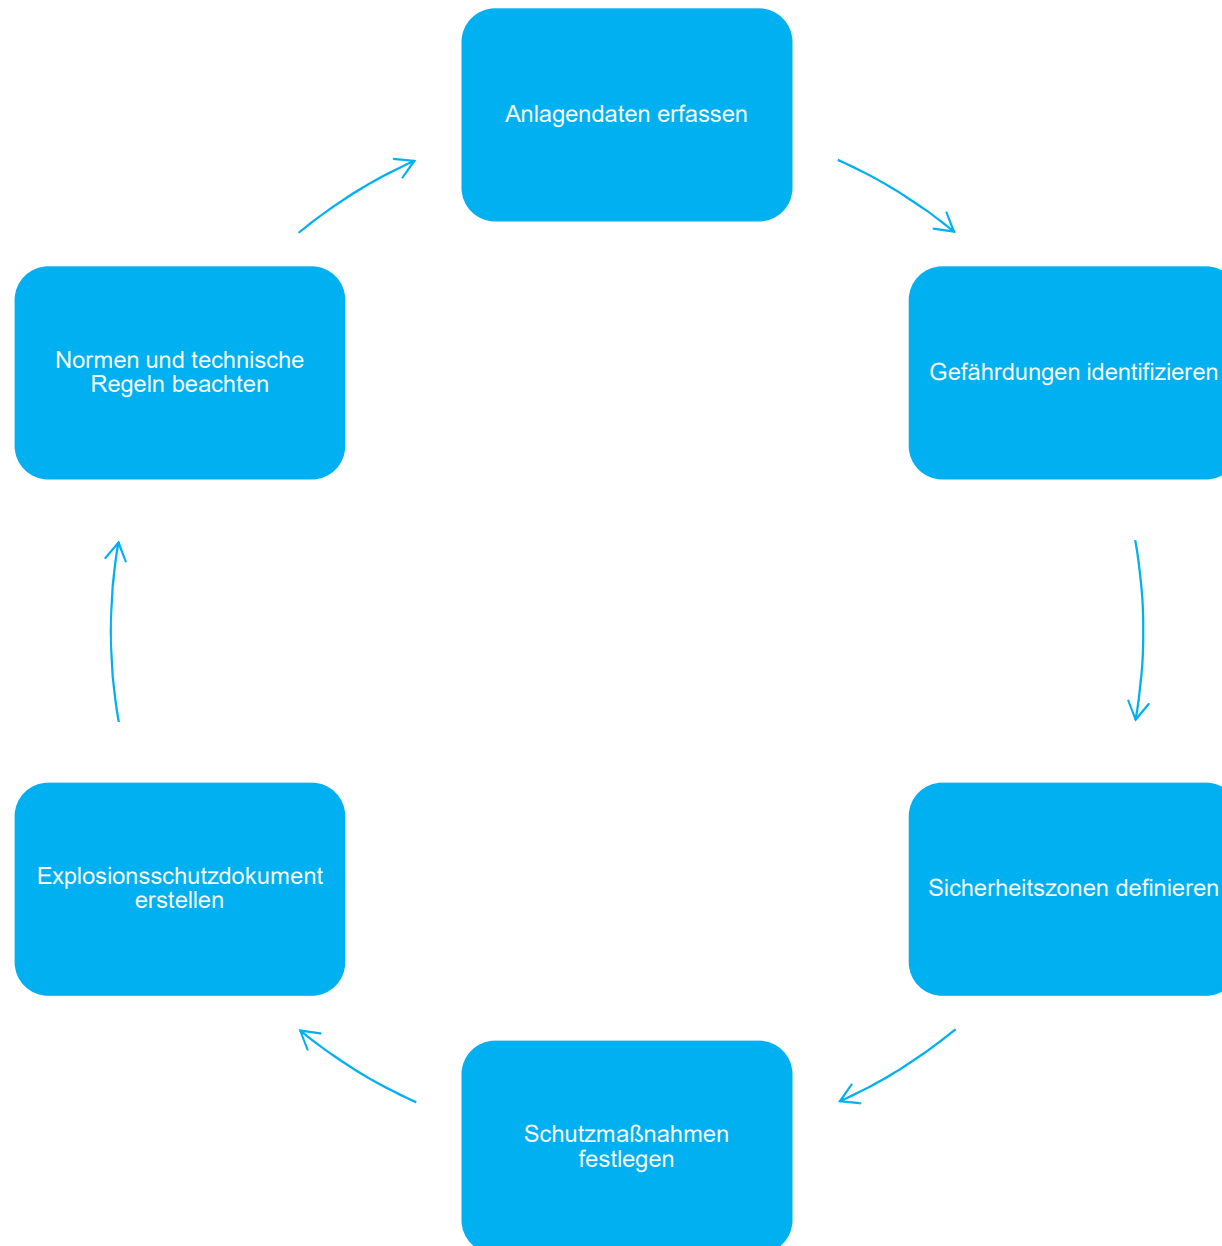 Anlagendaten erfassen
Gefährdungen identifizieren
Sicherheitszonen definieren
Schutzmaßnahmen
festlegen
Explosionsschutzdokument
erstellen
Normen und technische
Regeln beachten